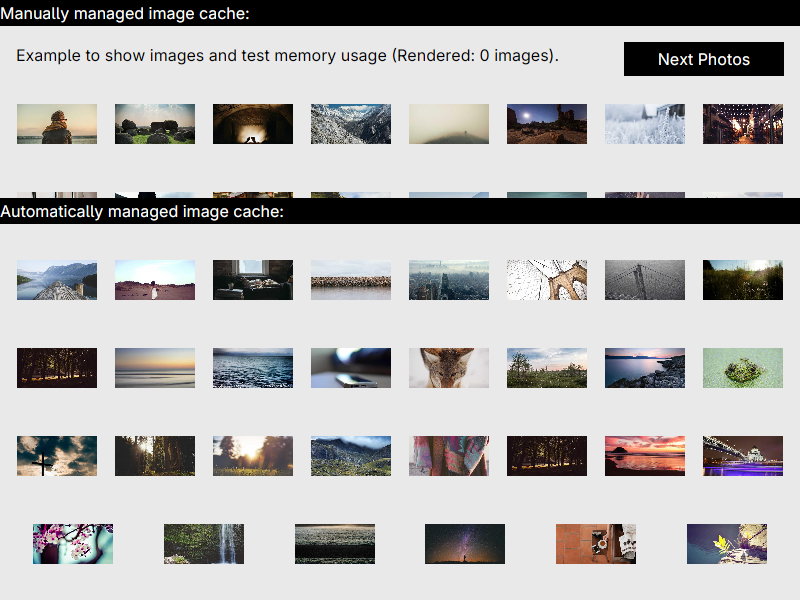 Manually managed image cache:
Example to show images and test memory usage (Rendered: 0 images).
Next Photos
Automatically managed image cache: